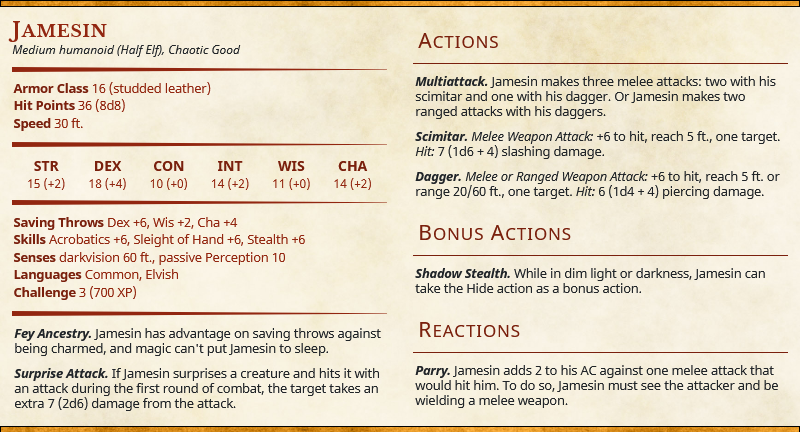 Jamesin
Medium humanoid (Half Elf), Chaotic Good
Armor Class 16 (studded leather)
Hit Points 36 (8d8)
Speed 30 ft.
STR DEX CON INT WIS CHA
15 (+2) 18 (+4) 10 (+0) 14 (+2) 11 (+0) 14 (+2)
Saving Throws Dex +6, Wis +2, Cha +4
Skills Acrobatics +6, Sleight of Hand +6, Stealth +6
Senses darkvision 60 ft., passive Perception 10
Languages Common, Elvish
Challenge 3 (700 XP)
Fey Ancestry. Jamesin has advantage on saving throws against
being charmed, and magic can't put Jamesin to sleep.
Surprise Attack. If Jamesin surprises a creature and hits it with
an attack during the first round of combat, the target takes an
extra 7 (2d6) damage from the attack.
Actions
Multiattack. Jamesin makes three melee attacks: two with his
scimitar and one with his dagger. Or Jamesin makes two
ranged attacks with his daggers.
Scimitar. Melee Weapon Attack: +6 to hit, reach 5 ft., one target.
Hit: 7 (1d6 + 4) slashing damage.
Dagger. Melee or Ranged Weapon Attack: +6 to hit, reach 5 ft. or
range 20/60 ft., one target. Hit: 6 (1d4 + 4) piercing damage.
Bonus Actions
Shadow Stealth. While in dim light or darkness, Jamesin can
take the Hide action as a bonus action.
Reactions
Parry. Jamesin adds 2 to his AC against one melee attack that
would hit him. To do so, Jamesin must see the attacker and be
wielding a melee weapon.